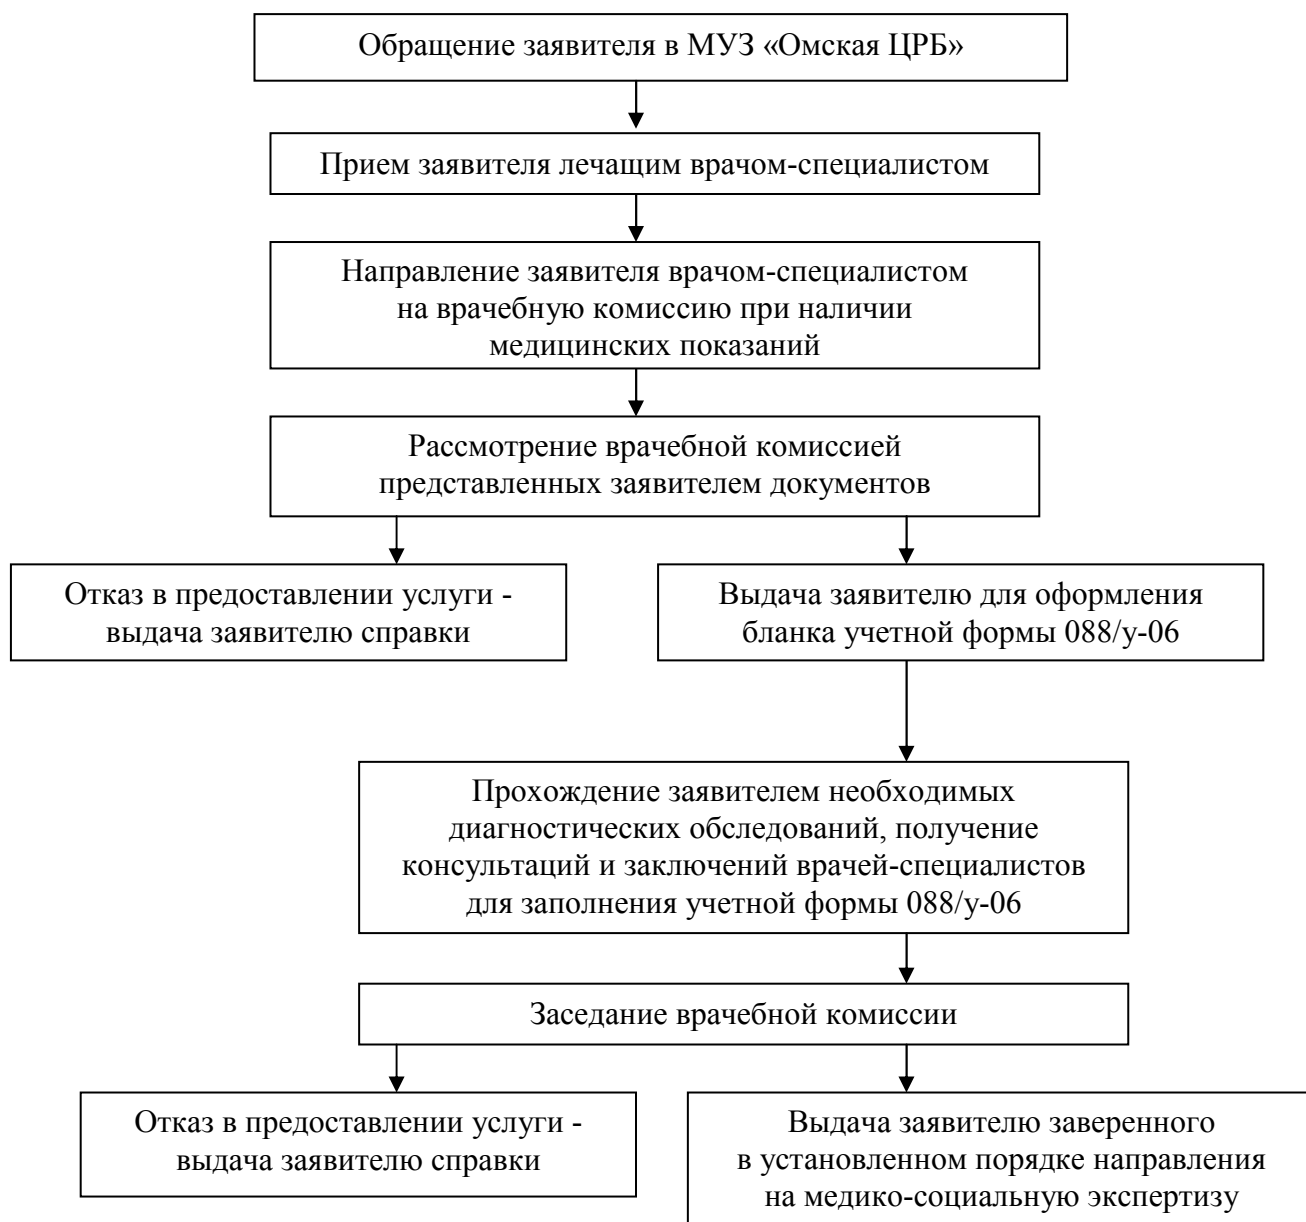 Обращение заявителя в МУЗ «Омская ЦРБ»
Прием заявителя лечащим врачом-специалистом
Направление заявителя врачом-специалистом
на врачебную комиссию при наличии
медицинских показаний
Рассмотрение врачебной комиссией
представленных заявителем документов
Отказ в предоставлении услуги -
выдача заявителю справки
Выдача заявителю для оформления
бланка учетной формы 088/у-06
Прохождение заявителем необходимых
диагностических обследований, получение
консультаций и заключений врачей-специалистов
для заполнения учетной формы 088/у-06
Заседание врачебной комиссии
Отказ в предоставлении услуги -
выдача заявителю справки
Выдача заявителю заверенного
в установленном порядке направления
на медико-социальную экспертизу